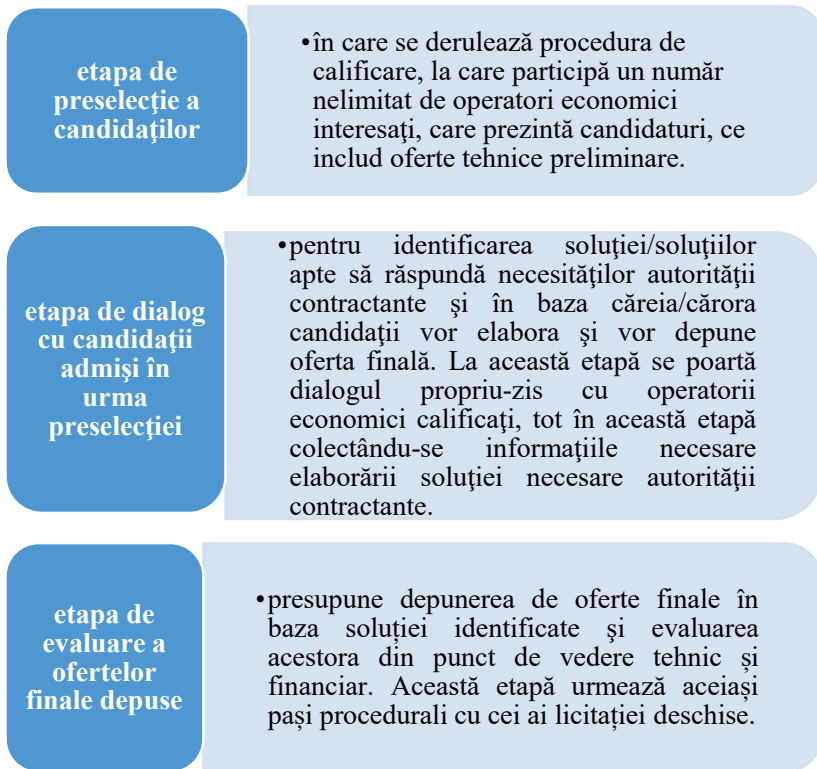 etapa de
preselecţie a
candidaţilor
•în care se derulează procedura de
calificare, la care participă un număr
nelimitat de operatori economici
interesaţi, care prezintă candidaturi, ce
includ oferte tehnice preliminare.
etapa de dialog
cu candidaţii
admişi în
urma
preselecţiei
•pentru identificarea soluţiei/soluţiilor
apte să răspundă necesităţilor autorităţii
contractante şi în baza căreia/cărora
candidaţii vor elabora şi vor depune
oferta finală. La această etapă se poartă
dialogul propriu-zis cu operatorii
economici calificaţi, tot în această etapă
colectându-se informaţiile necesare
elaborării soluţiei necesare autorităţii
contractante.
etapa de
evaluare a
ofertelor
finale depuse
•presupune depunerea de oferte finale în
baza soluției identificate şi evaluarea
acestora din punct de vedere tehnic și
financiar. Această etapă urmează aceiași
pași procedurali cu cei ai licitației deschise.